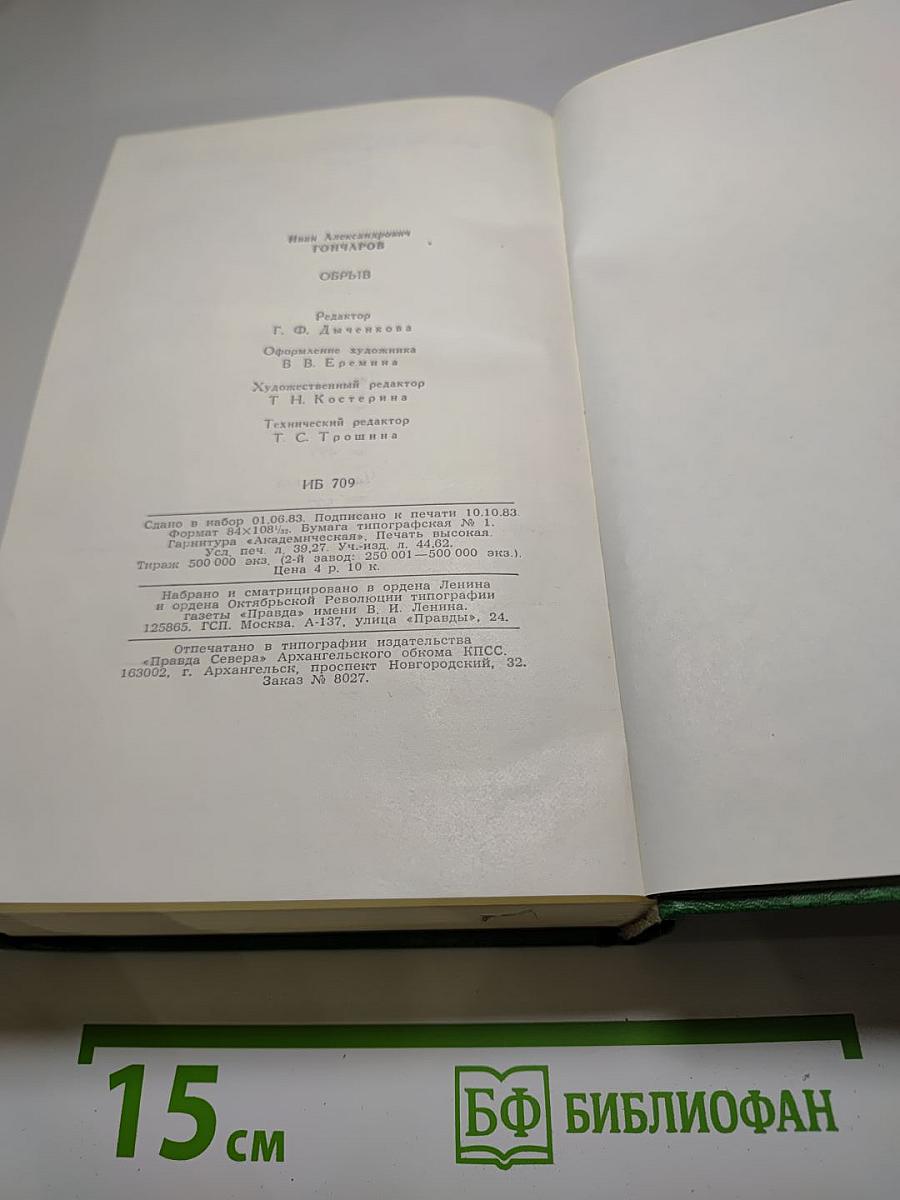 Иван Александрович
ГОНЧАРОВ
ОБРЫВ
Редактор
Г. Ф. Дыченкова
Оформление художника
В В. Еремина
Художественный редактор
Т Н. Костерина
Технический редактор
Т С. Трошина
ИБ 709
Сдано в набор 01.06.83. Подписано к печати 10.10.83.
Формат 84×108¹/₃₂. Бумага типографская № 1.
Гарнитура «Академическая». Печать высокая.
Усл. печ. л. 39,27. Уч.-изд. л. 44,62.
Тираж 500 000 экз. (2-й завод: 250 001—500 000 экз.).
Цена 4 р. 10 к.
Набрано и сматрицировано в ордена Ленина
и ордена Октябрьской Революции типографии
газеты «Правда» имени В. И. Ленина.
125865. ГСП. Москва. А-137, улица «Правды», 24.
Отпечатано в типографии издательства
«Правда Севера» Архангельского обкома КПСС.
163002, г. Архангельск, проспект Новгородский, 32.
Заказ № 8027.
15 см
БФ БИБЛИОФАН